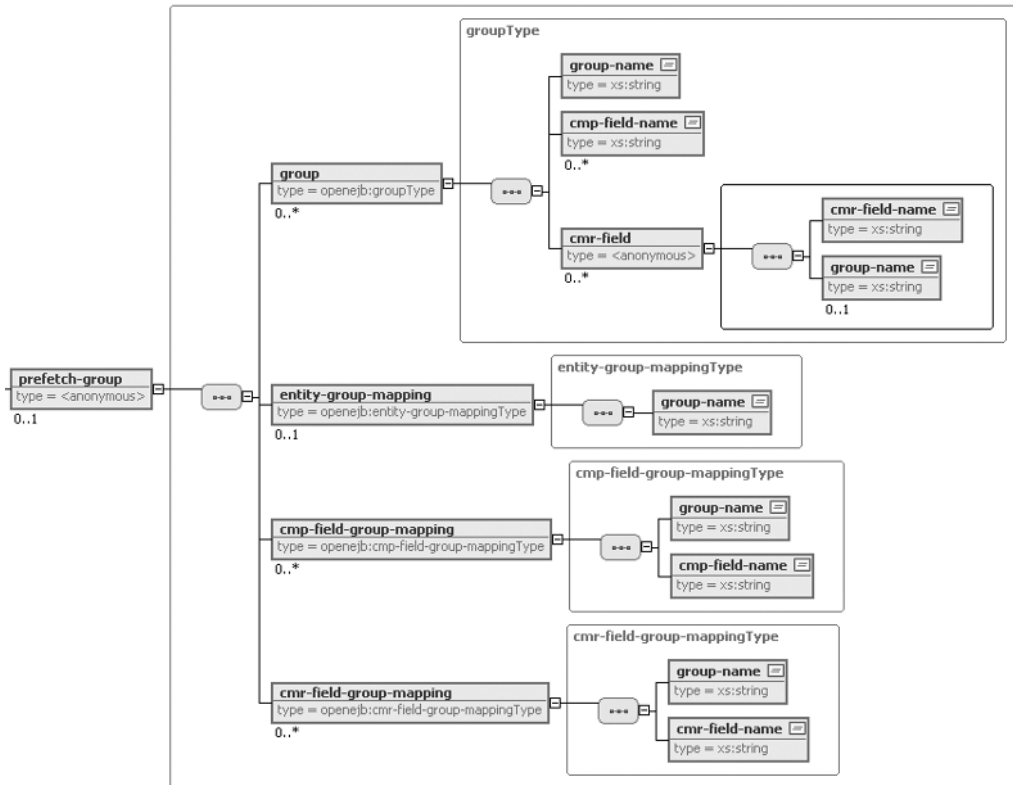 groupType
group-name
type = xs:string
cmp-field-name
type = xs:string
0..*
group
type = openejb:groupType
0..*
cmr-field
type = <anonymous>
0..*
cmr-field-name
type = xs:string
group-name
type = xs:string
0..1
prefetch-group
type = <anonymous>
0..1
entity-group-mappingType
entity-group-mapping
type = openejb:entity-group-mappingType
0..1
group-name
type = xs:string
cmp-field-group-mappingType
cmp-field-group-mapping
type = openejb:cmp-field-group-mappingType
0..*
group-name
type = xs:string
cmp-field-name
type = xs:string
cmr-field-group-mappingType
cmr-field-group-mapping
type = openejb:cmr-field-group-mappingType
0..*
group-name
type = xs:string
cmr-field-name
type = xs:string